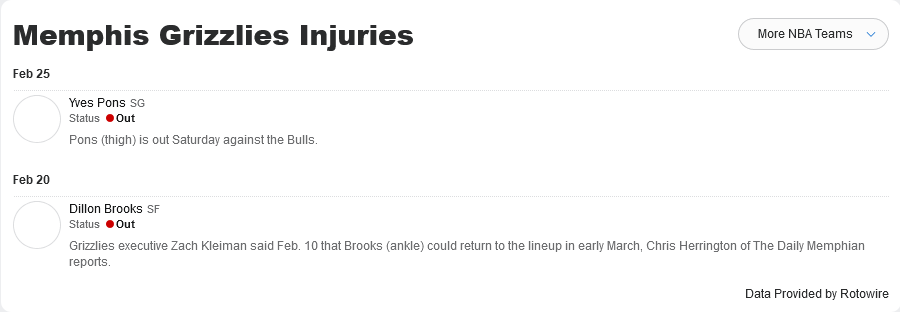 Memphis Grizzlies Injuries
More NBA Teams
Feb 25
Yves Pons SG
Status Out
Pons (thigh) is out Saturday against the Bulls.
Feb 20
Dillon Brooks SF
Status Out
Grizzlies executive Zach Kleiman said Feb. 10 that Brooks (ankle) could return to the lineup in early March, Chris Herrington of The Daily Memphian
reports.
Data Provided by Rotowire